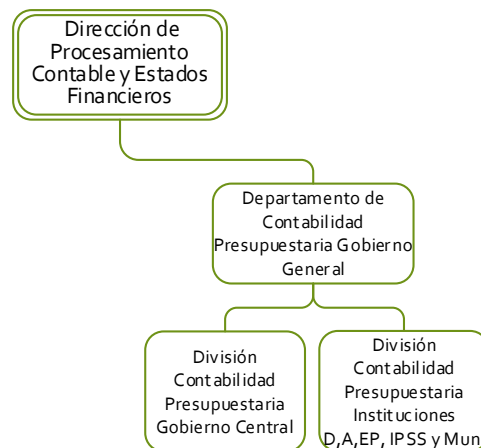 Dirección de
Procesamiento
Contable y Estados
Financieros
Departamento de
Contabilidad
Presupuestaria Gobierno
General
División
Contabilidad
Presupuestaria
Gobierno Central
División
Contabilidad
Presupuestaria
Instituciones
D,A,EP, IPSS y Mun